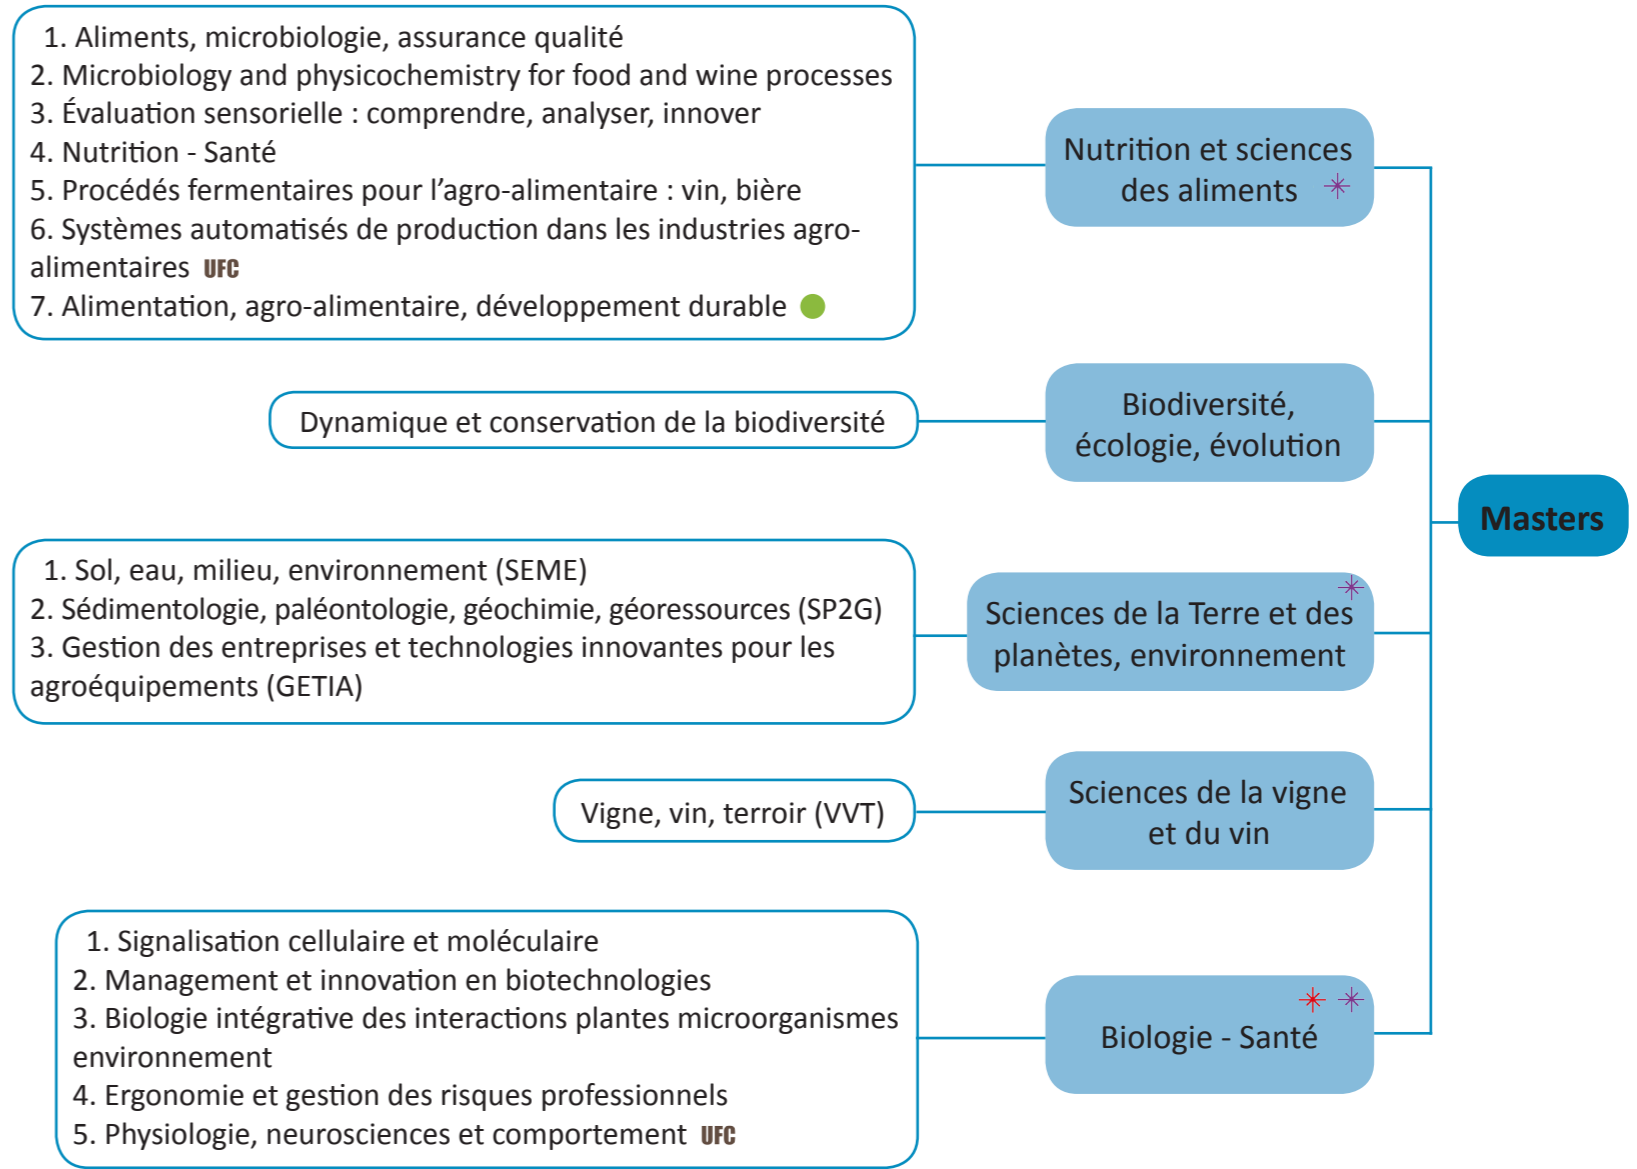 1. Aliments, microbiologie, assurance qualité
2. Microbiology and physicochemistry for food and wine processes
3. Évaluation sensorielle : comprendre, analyser, innover
4. Nutrition - Santé
5. Procédés fermentaires pour l’agro-alimentaire : vin, bière
6. Systèmes automatisés de production dans les industries agro-
alimentaires UFC
7. Alimentation, agro-alimentaire, développement durable
Nutrition et sciences
des aliments
Dynamique et conservation de la biodiversité
Biodiversité,
écologie, évolution
Masters
1. Sol, eau, milieu, environnement (SEME)
2. Sédimentologie, paléontologie, géochimie, géoressources (SP2G)
3. Gestion des entreprises et technologies innovantes pour les
agroéquipements (GETIA)
Sciences de la Terre et des
planètes, environnement
Vigne, vin, terroir (VVT)
Sciences de la vigne
et du vin
1. Signalisation cellulaire et moléculaire
2. Management et innovation en biotechnologies
3. Biologie intégrative des interactions plantes microorganismes
environnement
4. Ergonomie et gestion des risques professionnels
5. Physiologie, neurosciences et comportement UFC
Biologie - Santé